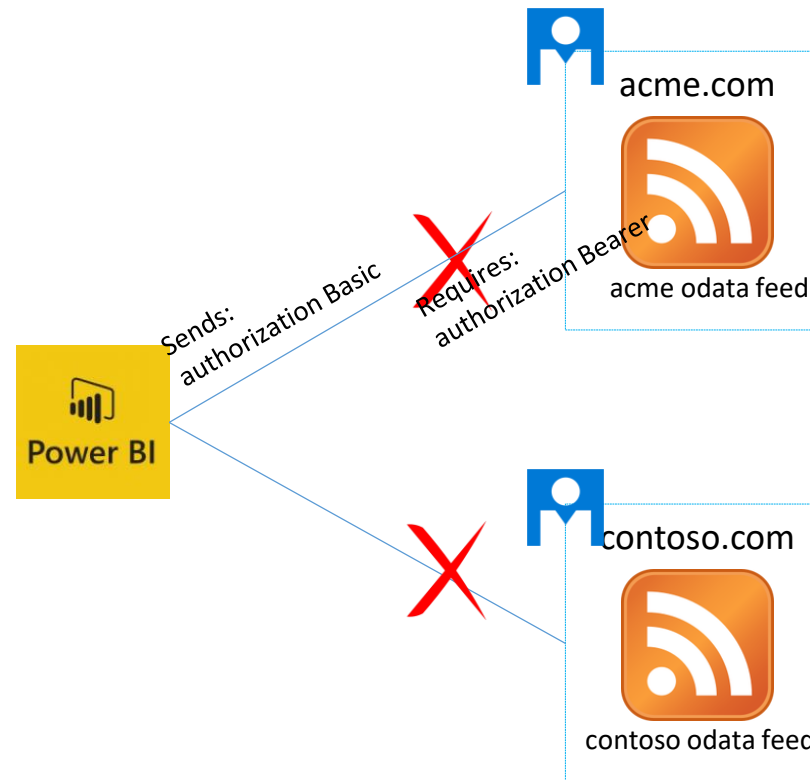 acme.com
Sends:
authorization Basic
Requires:
authorization Bearer
acme odata feed
Power BI
contoso.com
contoso odata feed